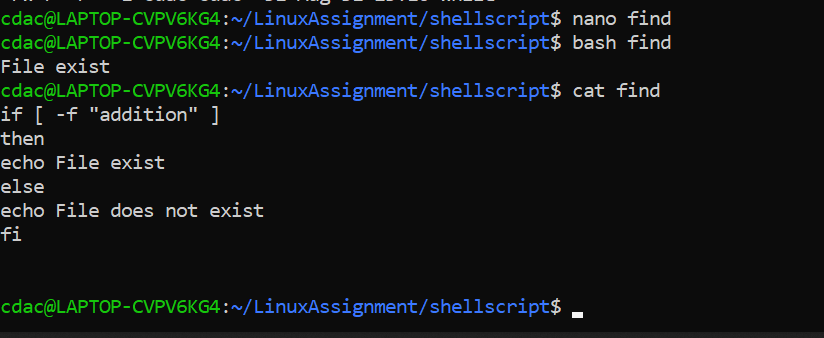 cdac@LAPTOP-CVPV6KG4:~/LinuxAssignment/shellscript$ nano find
cdac@LAPTOP-CVPV6KG4:~/LinuxAssignment/shellscript$ bash find
File exist
cdac@LAPTOP-CVPV6KG4:~/LinuxAssignment/shellscript$ cat find
if [ -f "addition" ]
then
echo File exist
else
echo File does not exist
fi
cdac@LAPTOP-CVPV6KG4:~/LinuxAssignment/shellscript$